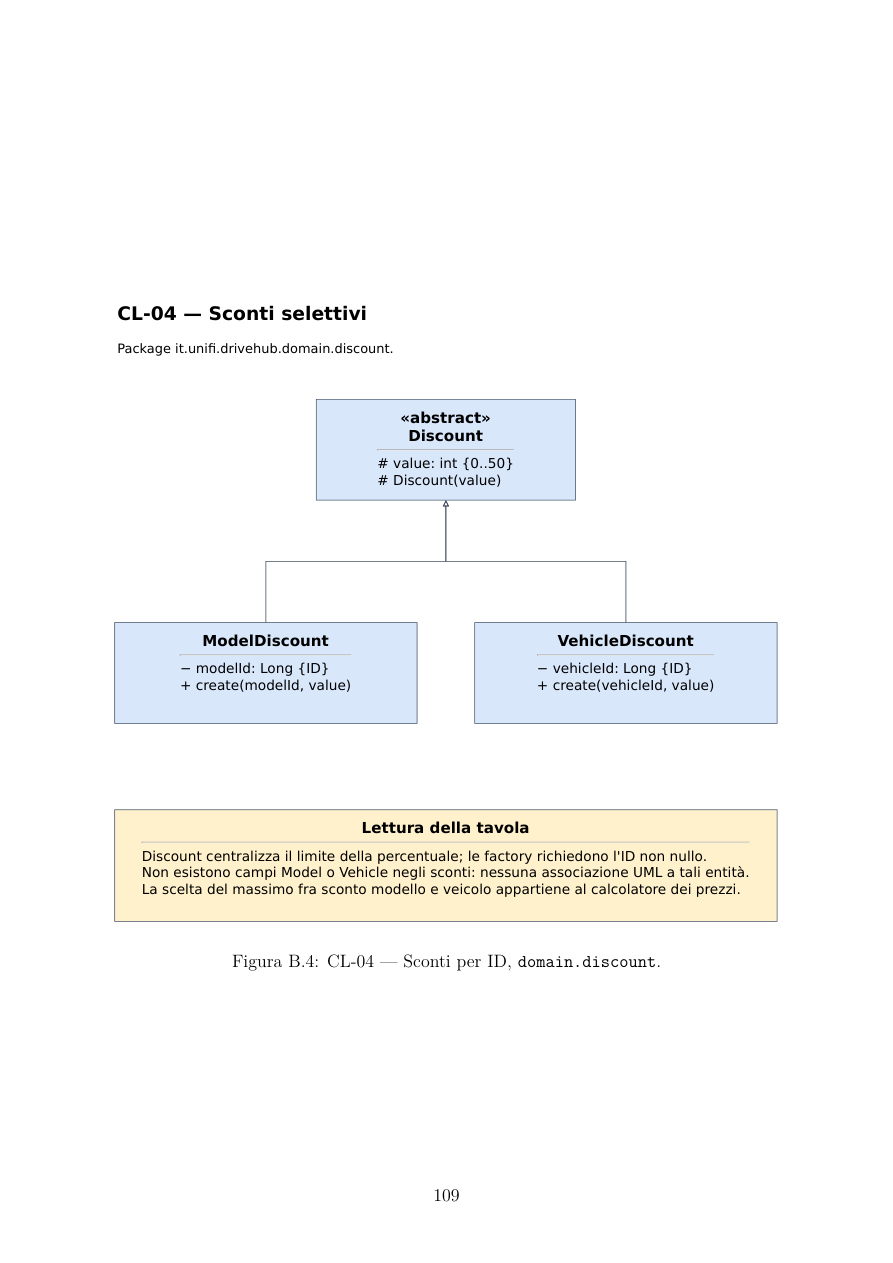 CL-04 — Sconti selettivi
Package it.unifi.drivehub.domain.discount.
«abstract»
Discount
# value: int {0..50}
# Discount(value)
ModelDiscount
− modelId: Long {ID}
+ create(modelId, value)
VehicleDiscount
− vehicleId: Long {ID}
+ create(vehicleId, value)
Lettura della tavola
Discount centralizza il limite della percentuale; le factory richiedono l'ID non nullo.
Non esistono campi Model o Vehicle negli sconti: nessuna associazione UML a tali entità.
La scelta del massimo fra sconto modello e veicolo appartiene al calcolatore dei prezzi.
Figura B.4: CL-04 — Sconti per ID, domain.discount.
109